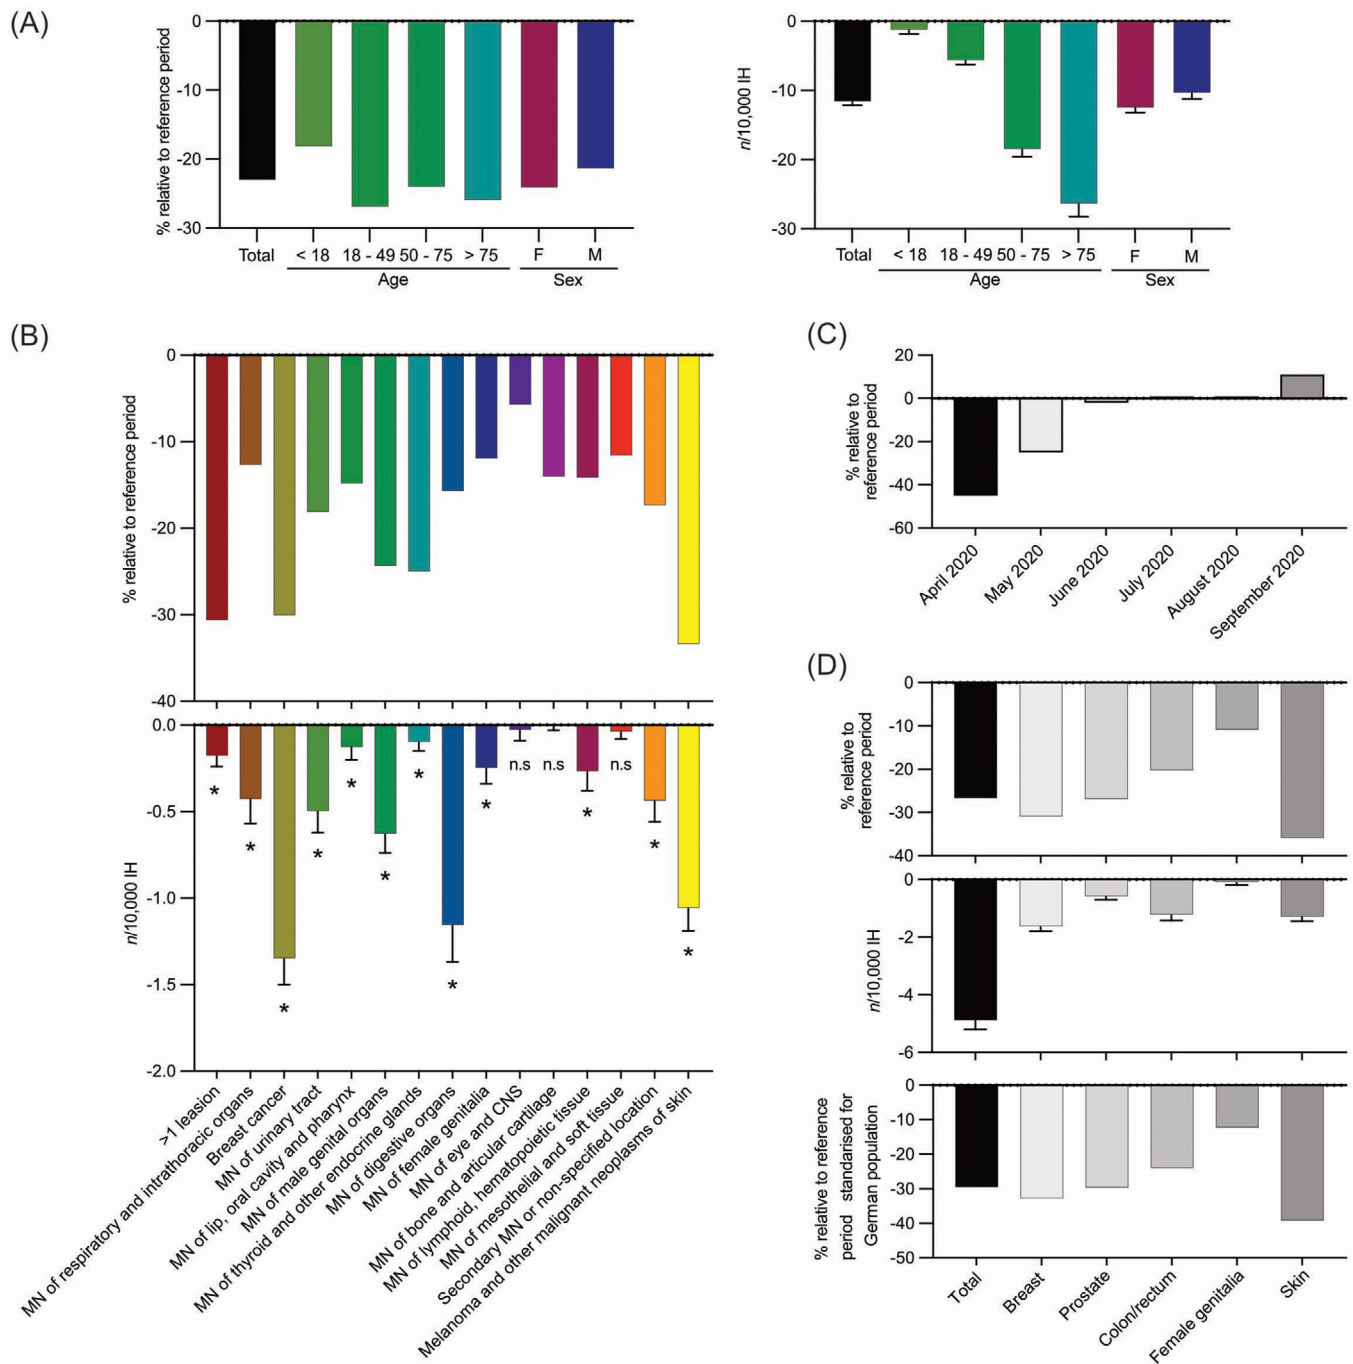 (A)
% relative to reference period
0
-10
-20
-30
Total
< 18
18 - 49
50 - 75
> 75
F
M
Age
Sex
n/10,000 IH
0
-10
-20
-30
Total
< 18
18 - 49
50 - 75
> 75
F
M
Age
Sex
(B)
% relative to reference period
0
-10
-20
-30
-40
n/10,000 IH
0.0
-0.5
-1.0
-1.5
-2.0
*
*
*
*
*
*
*
*
*
n.s
n.s
*
n.s
*
*
>1 leasion
MN of respiratory and intrathoracic organs
Breast cancer
MN of urinary tract
MN of lip, oral cavity and pharynx
MN of male genital organs
MN of thyroid and other endocrine glands
MN of digestive organs
MN of female genitalia
MN of eye and CNS
MN of bone and articular cartilage
MN of lymphoid, hematopoietic tissue
MN of mesothelial and soft tissue
Secondary MN or non-specified location
Melanoma and other malignant neoplasms of skin
(C)
% relative to
reference period
20
0
-20
-40
-60
April 2020
May 2020
June 2020
July 2020
August 2020
September 2020
(D)
% relative to
reference period
0
-10
-20
-30
-40
n/10,000 IH
0
-2
-4
-6
% relative to reference
period standarised for
German population
0
-10
-20
-30
-40
-50
Total
Breast
Prostate
Colon/rectum
Female genitalia
Skin